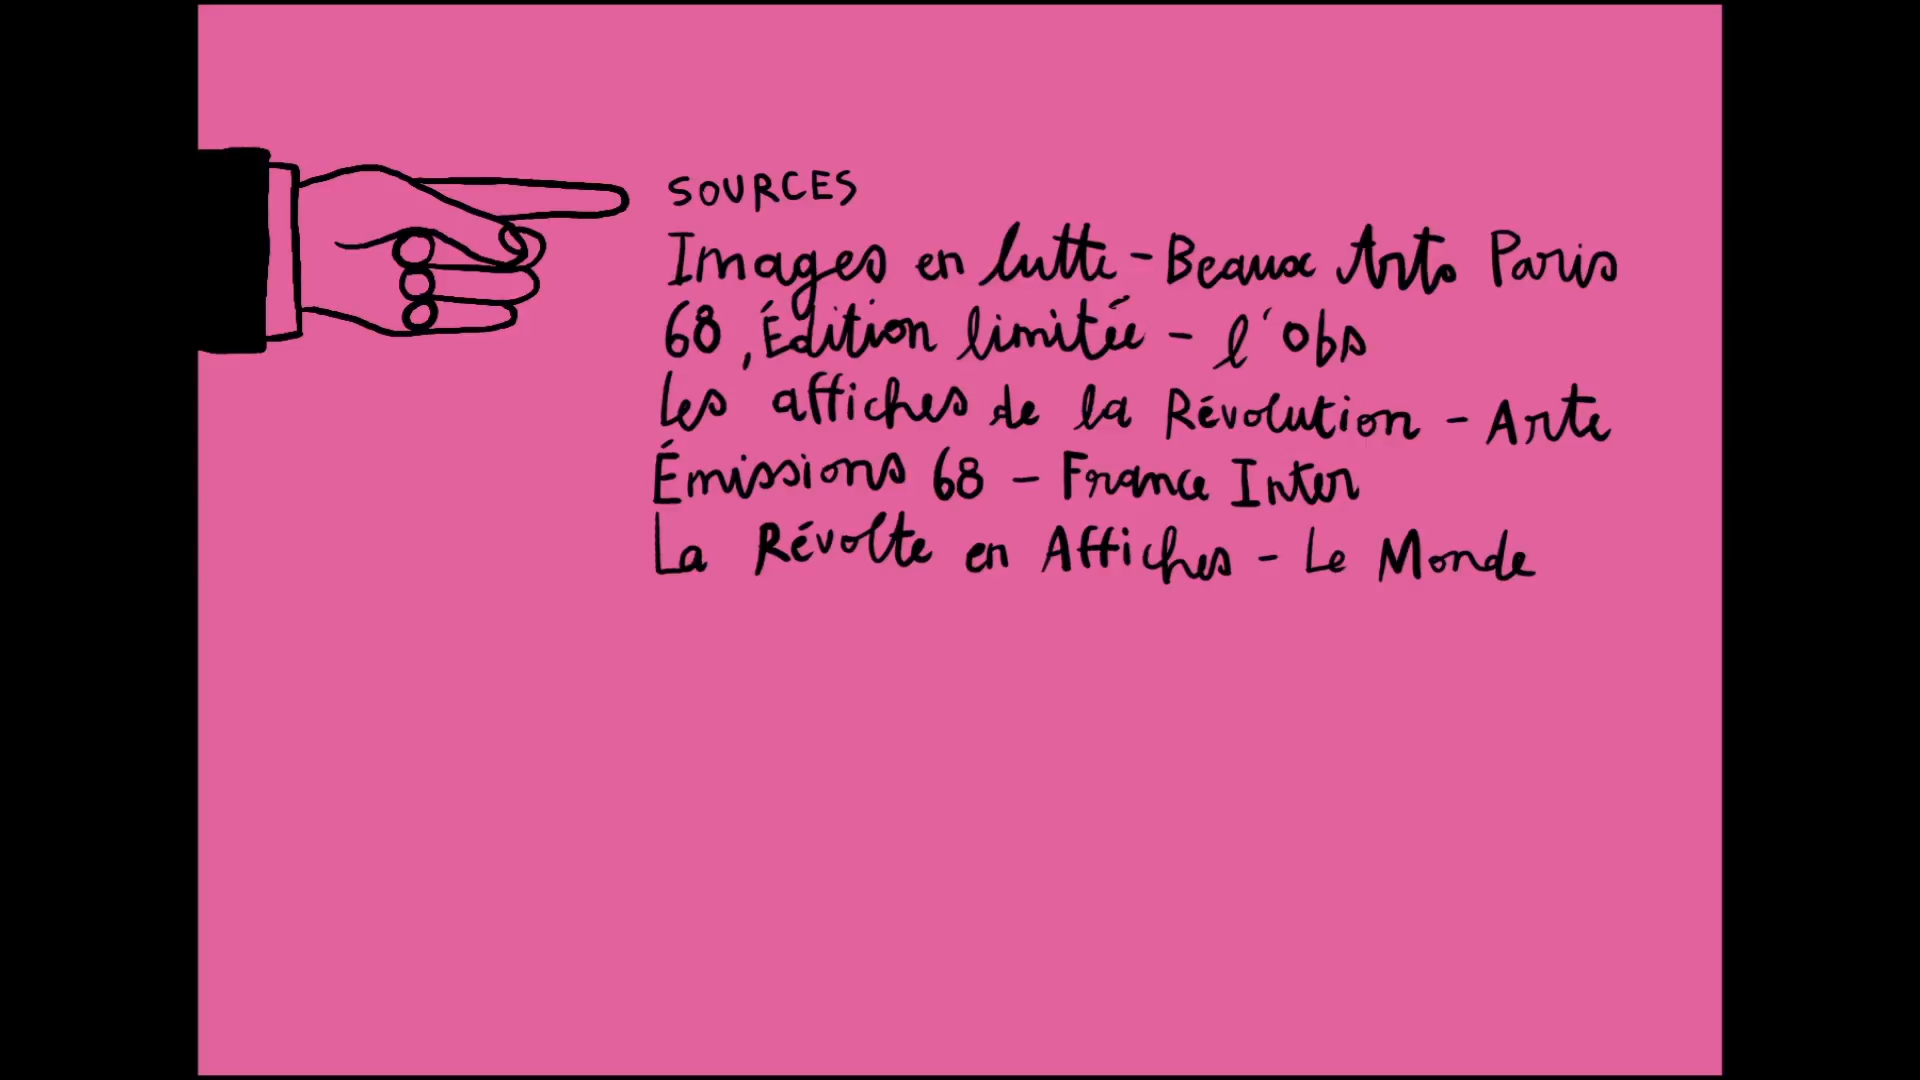 SOURCES
Images en lutte - Beaux Arts Paris
68, Édition limitée - l'Obs
Les affiches de la Révolution - Arte
Émissions 68 - France Inter
La Révolte en Affiches - Le Monde